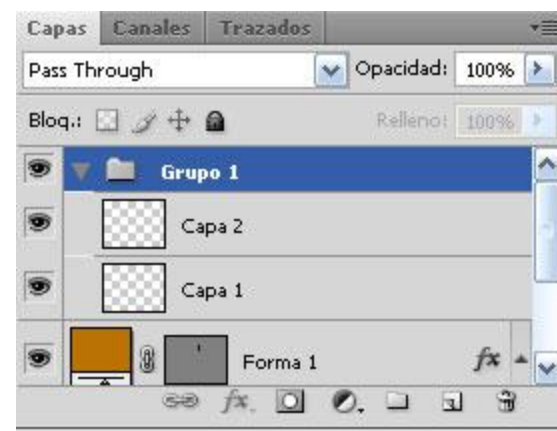 Capas Canales Trazados
Pass Through Opacidad: 100%
Bloq.: Relleno: 100%
Grupo 1
Capa 2
Capa 1
Forma 1 fx
fx.